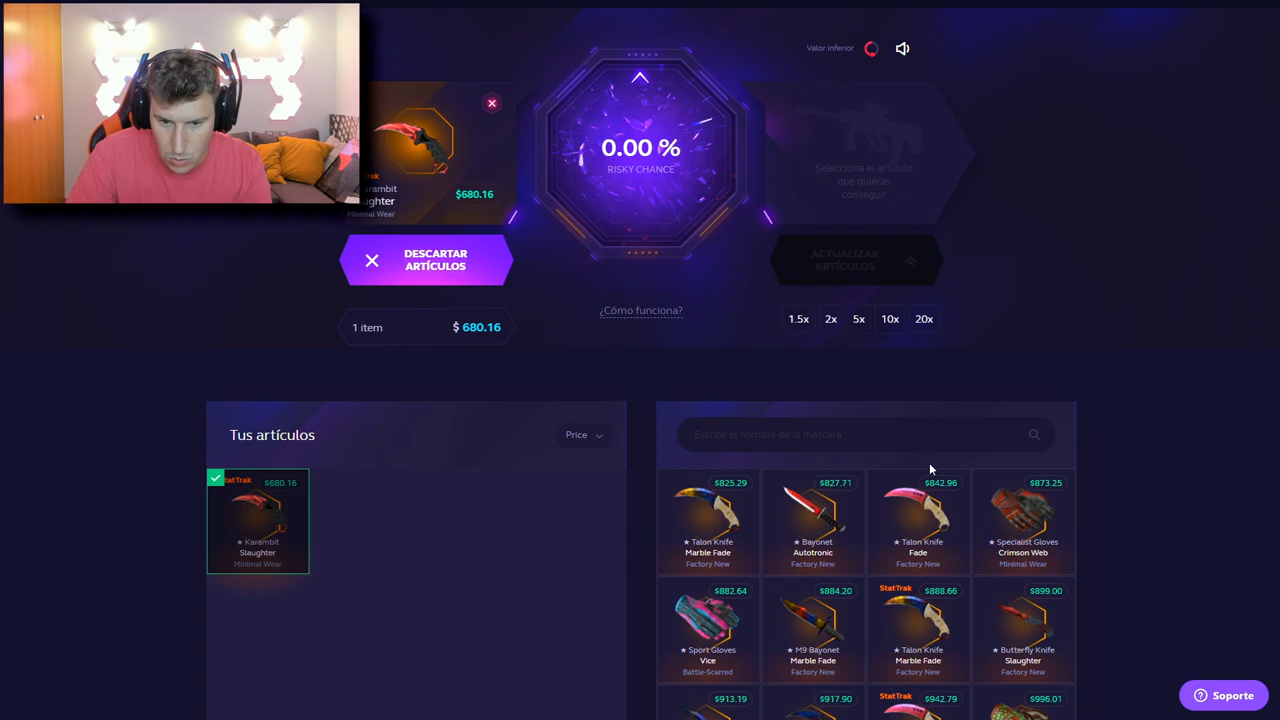 Valor inferior
$680.16
Slaughter
Minimal Wear
0.00 %
RISKY CHANCE
Selecciona el artículo
que quieras
conseguir
DESCARTAR
ARTÍCULOS
ACTUALIZAR
ARTÍCULOS
1 item
$ 680.16
¿Cómo funciona?
1.5x 2x 5x 10x 20x
Tus artículos
Price
Escribe el nombre de la máscara
$680.16
★ Karambit
Slaughter
Minimal Wear
$825.29
★ Talon Knife
Marble Fade
Factory New
$827.71
★ Bayonet
Autotronic
Factory New
$842.96
★ Talon Knife
Fade
Factory New
$873.25
★ Specialist Gloves
Crimson Web
Minimal Wear
$882.64
★ Sport Gloves
Vice
Battle-Scarred
$884.20
★ M9 Bayonet
Marble Fade
Factory New
StatTrak $888.66
★ Talon Knife
Marble Fade
Factory New
$899.00
★ Butterfly Knife
Slaughter
Factory New
$913.19
$917.90
StatTrak $942.79
$996.01
Soporte